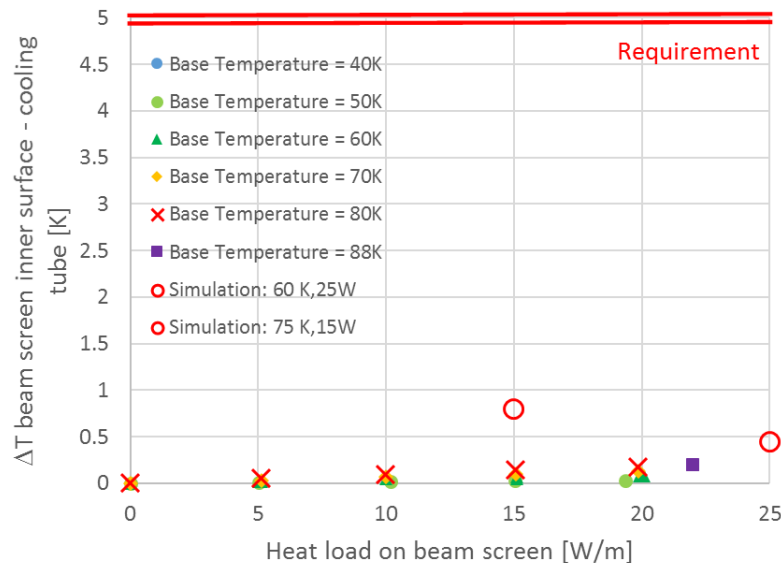 5
4.5
4
3.5
3
2.5
2
1.5
1
0.5
0
ΔT beam screen inner surface - cooling
tube [K]
Requirement
Base Temperature = 40K
Base Temperature = 50K
Base Temperature = 60K
Base Temperature = 70K
Base Temperature = 80K
Base Temperature = 88K
Simulation: 60 K,25W
Simulation: 75 K,15W
0 5 10 15 20 25
Heat load on beam screen [W/m]